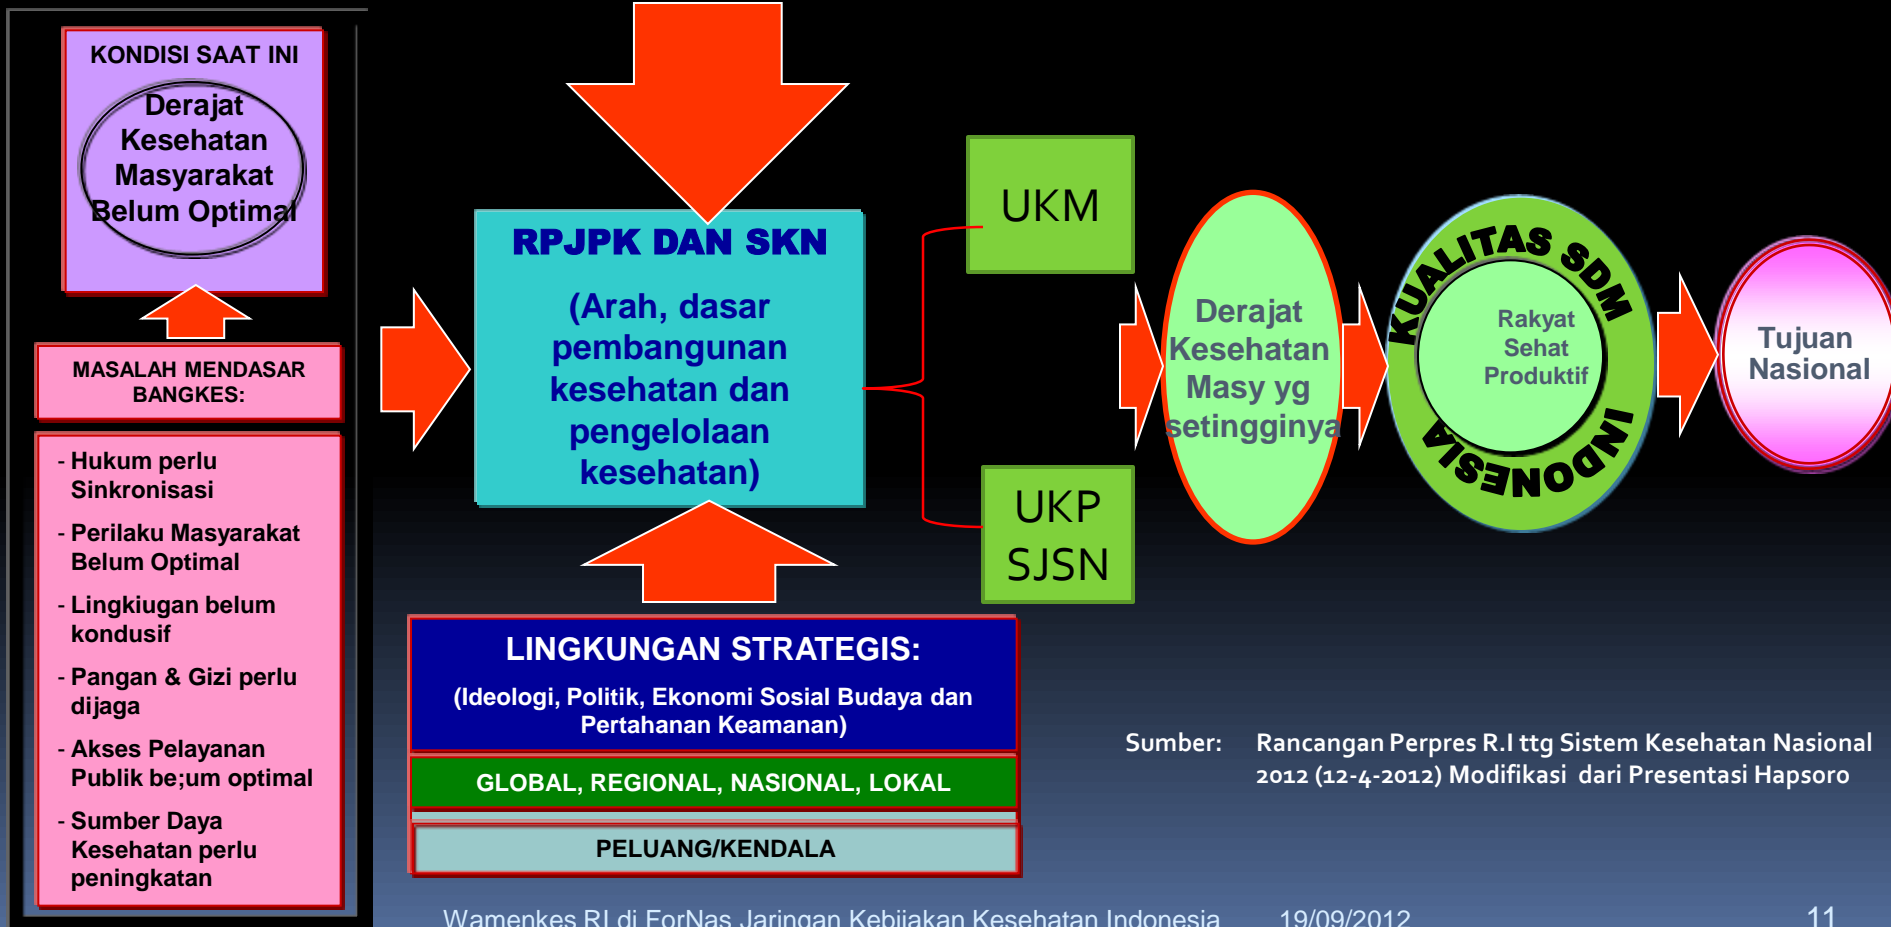 KONDISI SAAT INI
Derajat
Kesehatan
Masyarakat
Belum Optimal
MASALAH MENDASAR
BANGKES:
- Hukum perlu
Sinkronisasi
- Perilaku Masyarakat
Belum Optimal
- Lingkiugan belum
kondusif
- Pangan & Gizi perlu
dijaga
- Akses Pelayanan
Publik be;um optimal
- Sumber Daya
Kesehatan perlu
peningkatan
RPJPK DAN SKN
(Arah, dasar
pembangunan
kesehatan dan
pengelolaan
kesehatan)
LINGKUNGAN STRATEGIS:
(Ideologi, Politik, Ekonomi Sosial Budaya dan
Pertahanan Keamanan)
GLOBAL, REGIONAL, NASIONAL, LOKAL
PELUANG/KENDALA
UKM
UKP
SJSN
Derajat
Kesehatan
Masy yg
setingginya
KUALITAS SDM
INDONESIA
Rakyat
Sehat
Produktif
Tujuan
Nasional
Sumber: Rancangan Perpres R.I ttg Sistem Kesehatan Nasional
2012 (12-4-2012) Modifikasi dari Presentasi Hapsoro
Wamenkes RI di ForNas Jaringan Kebijakan Kesehatan Indonesia 19/09/2012 11